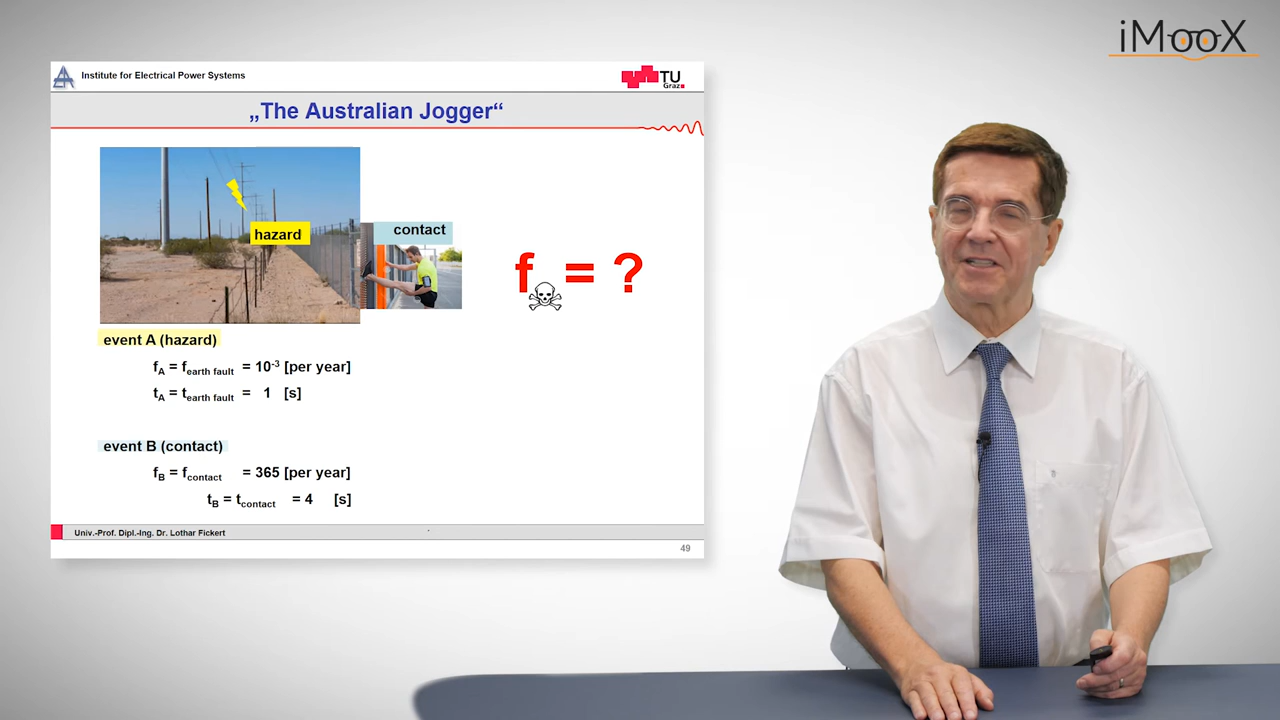 iMooX
Institute for Electrical Power Systems
TU
Graz
„The Australian Jogger“
hazard
contact
f = ?
event A (hazard)
fA = fearth fault = 10-3 [per year]
tA = tearth fault = 1 [s]
event B (contact)
fB = fcontact = 365 [per year]
tB = tcontact = 4 [s]
Univ.-Prof. Dipl.-Ing. Dr. Lothar Fickert
49